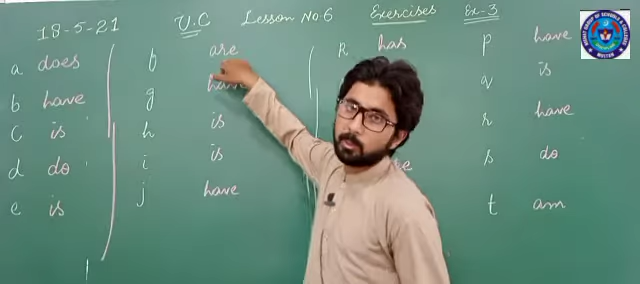 18-5-21 U.C Lesson No 6 Exercises Ex-3
a does
b have
c is
d do
e is
f are
g have
h is
i is
j have
k has
p have
q is
r have
s do
t am